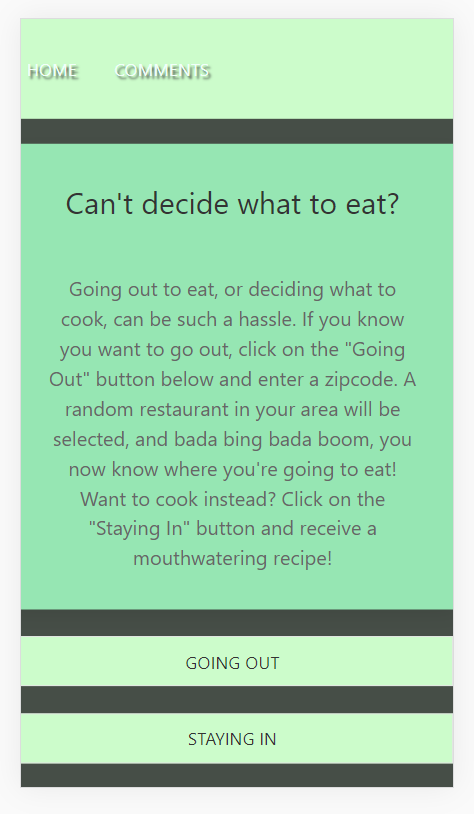 HOME COMMENTS
Can't decide what to eat?
Going out to eat, or deciding what to
cook, can be such a hassle. If you know
you want to go out, click on the "Going
Out" button below and enter a zipcode. A
random restaurant in your area will be
selected, and bada bing bada boom, you
now know where you're going to eat!
Want to cook instead? Click on the
"Staying In" button and receive a
mouthwatering recipe!
GOING OUT
STAYING IN